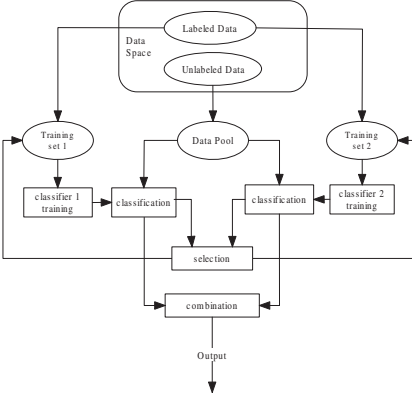 Labeled Data
Data
Space
Unlabeled Data
Training
set 1
Data Pool
Training
set 2
classifier 1
training
classification
classification
classifier 2
training
selection
combination
Output